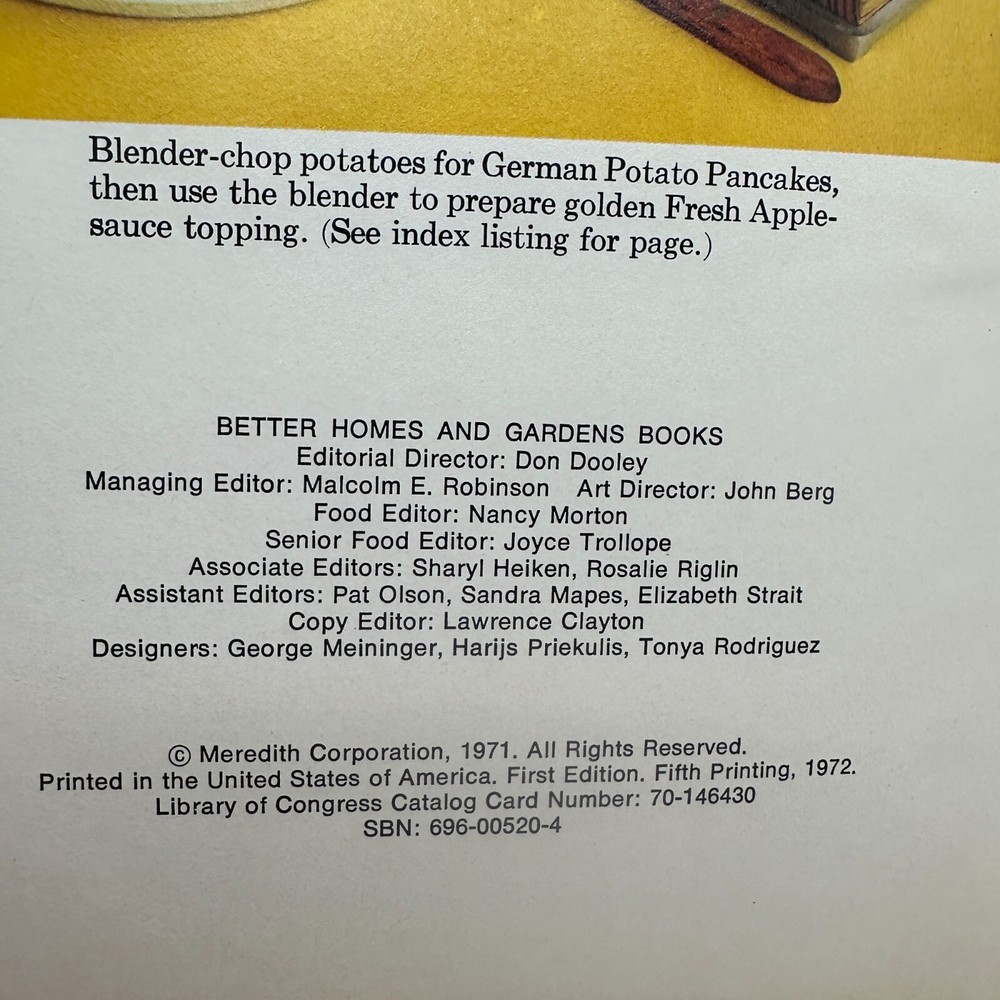 Blender-chop potatoes for German Potato Pancakes,
then use the blender to prepare golden Fresh Apple-
sauce topping. (See index listing for page.)
BETTER HOMES AND GARDENS BOOKS
Editorial Director: Don Dooley
Managing Editor: Malcolm E. Robinson Art Director: John Berg
Food Editor: Nancy Morton
Senior Food Editor: Joyce Trollope
Associate Editors: Sharyl Heiken, Rosalie Riglin
Assistant Editors: Pat Olson, Sandra Mapes, Elizabeth Strait
Copy Editor: Lawrence Clayton
Designers: George Meininger, Harijs Priekulis, Tonya Rodriguez
© Meredith Corporation, 1971. All Rights Reserved.
Printed in the United States of America. First Edition. Fifth Printing, 1972.
Library of Congress Catalog Card Number: 70-146430
SBN: 696-00520-4